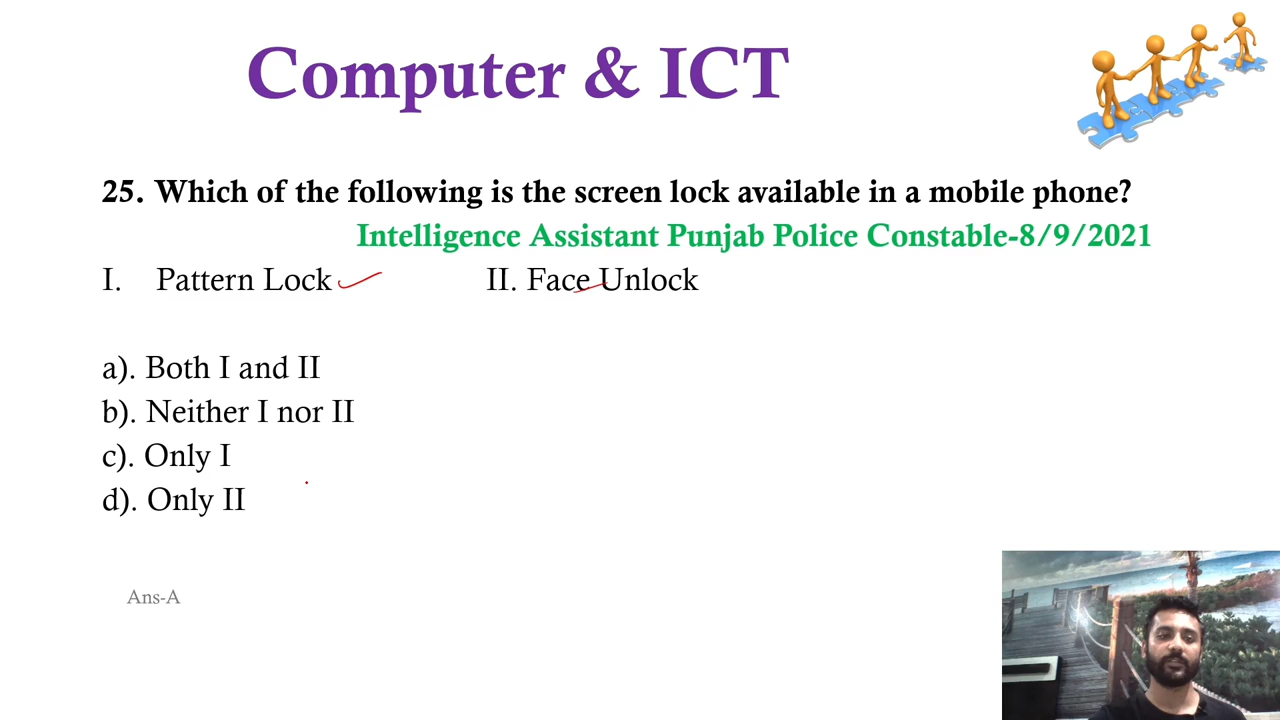 Computer & ICT
25. Which of the following is the screen lock available in a mobile phone?
Intelligence Assistant Punjab Police Constable-8/9/2021
I. Pattern Lock II. Face Unlock
a). Both I and II
b). Neither I nor II
c). Only I
d). Only II
Ans-A